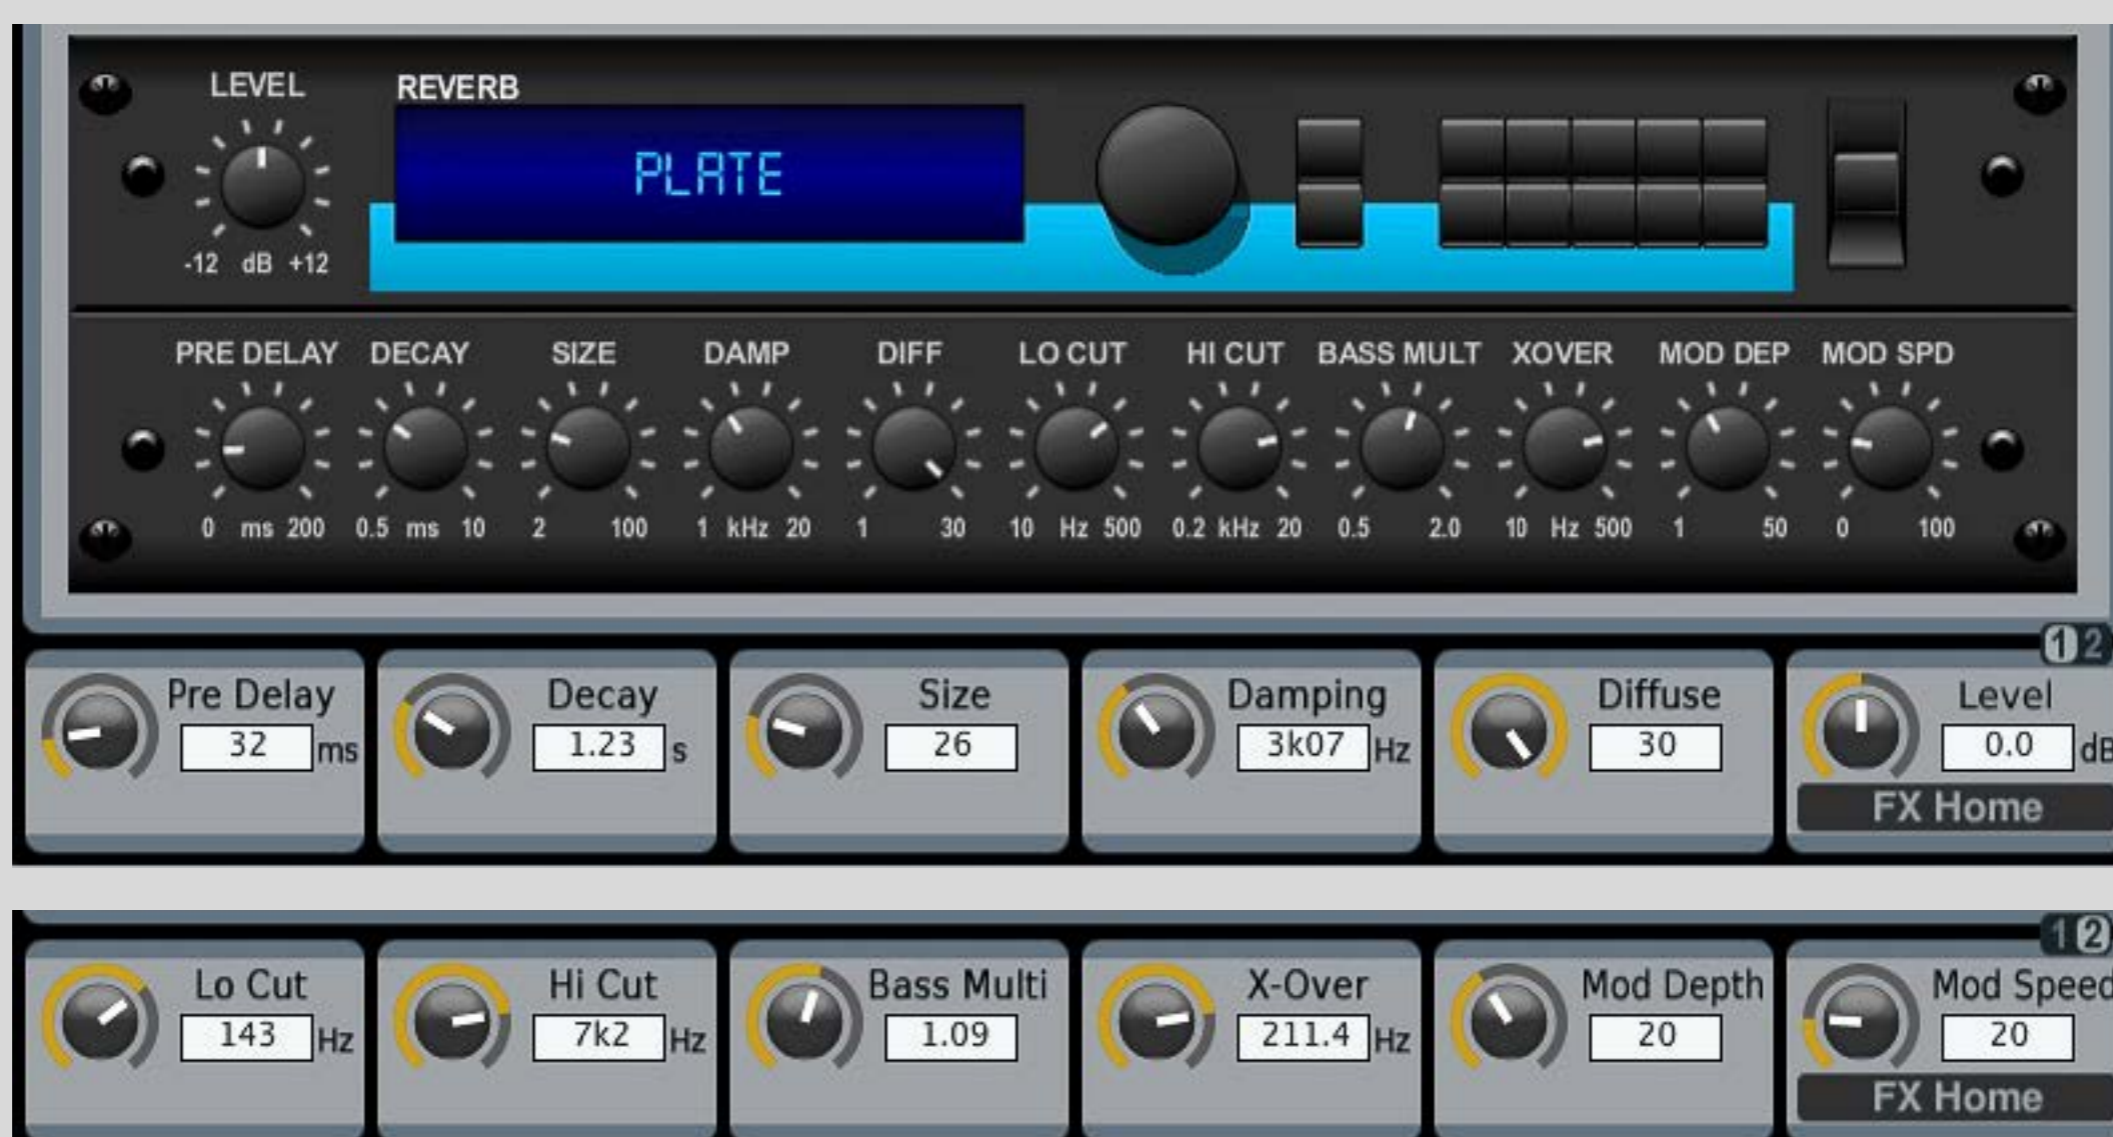 LEVEL REVERB
PLATE
-12 dB +12
PRE DELAY DECAY SIZE DAMP DIFF LO CUT HI CUT BASS MULT XOVER MOD DEP MOD SPD
0 ms 200 0.5 ms 10 2 100 1 kHz 20 1 30 10 Hz 500 0.2 kHz 20 0.5 2.0 10 Hz 500 1 50 0 100
1 2
Pre Delay Decay Size Damping Diffuse Level
32 ms 1.23 s 26 3k07 Hz 30 0.0 dB
FX Home
1 2
Lo Cut Hi Cut Bass Multi X-Over Mod Depth Mod Speed
143 Hz 7k2 Hz 1.09 211.4 Hz 20 20
FX Home